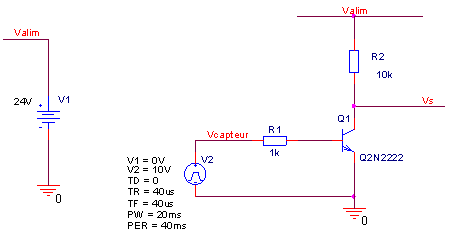 Valim
Valim
R2
10k
24V
V1
Vs
Q1
Vcapteur
R1
1k
Q2N2222
V1 = 0V
V2 = 10V
TD = 0
TR = 40us
TF = 40us
PW = 20ms
PER = 40ms
V2
0
0